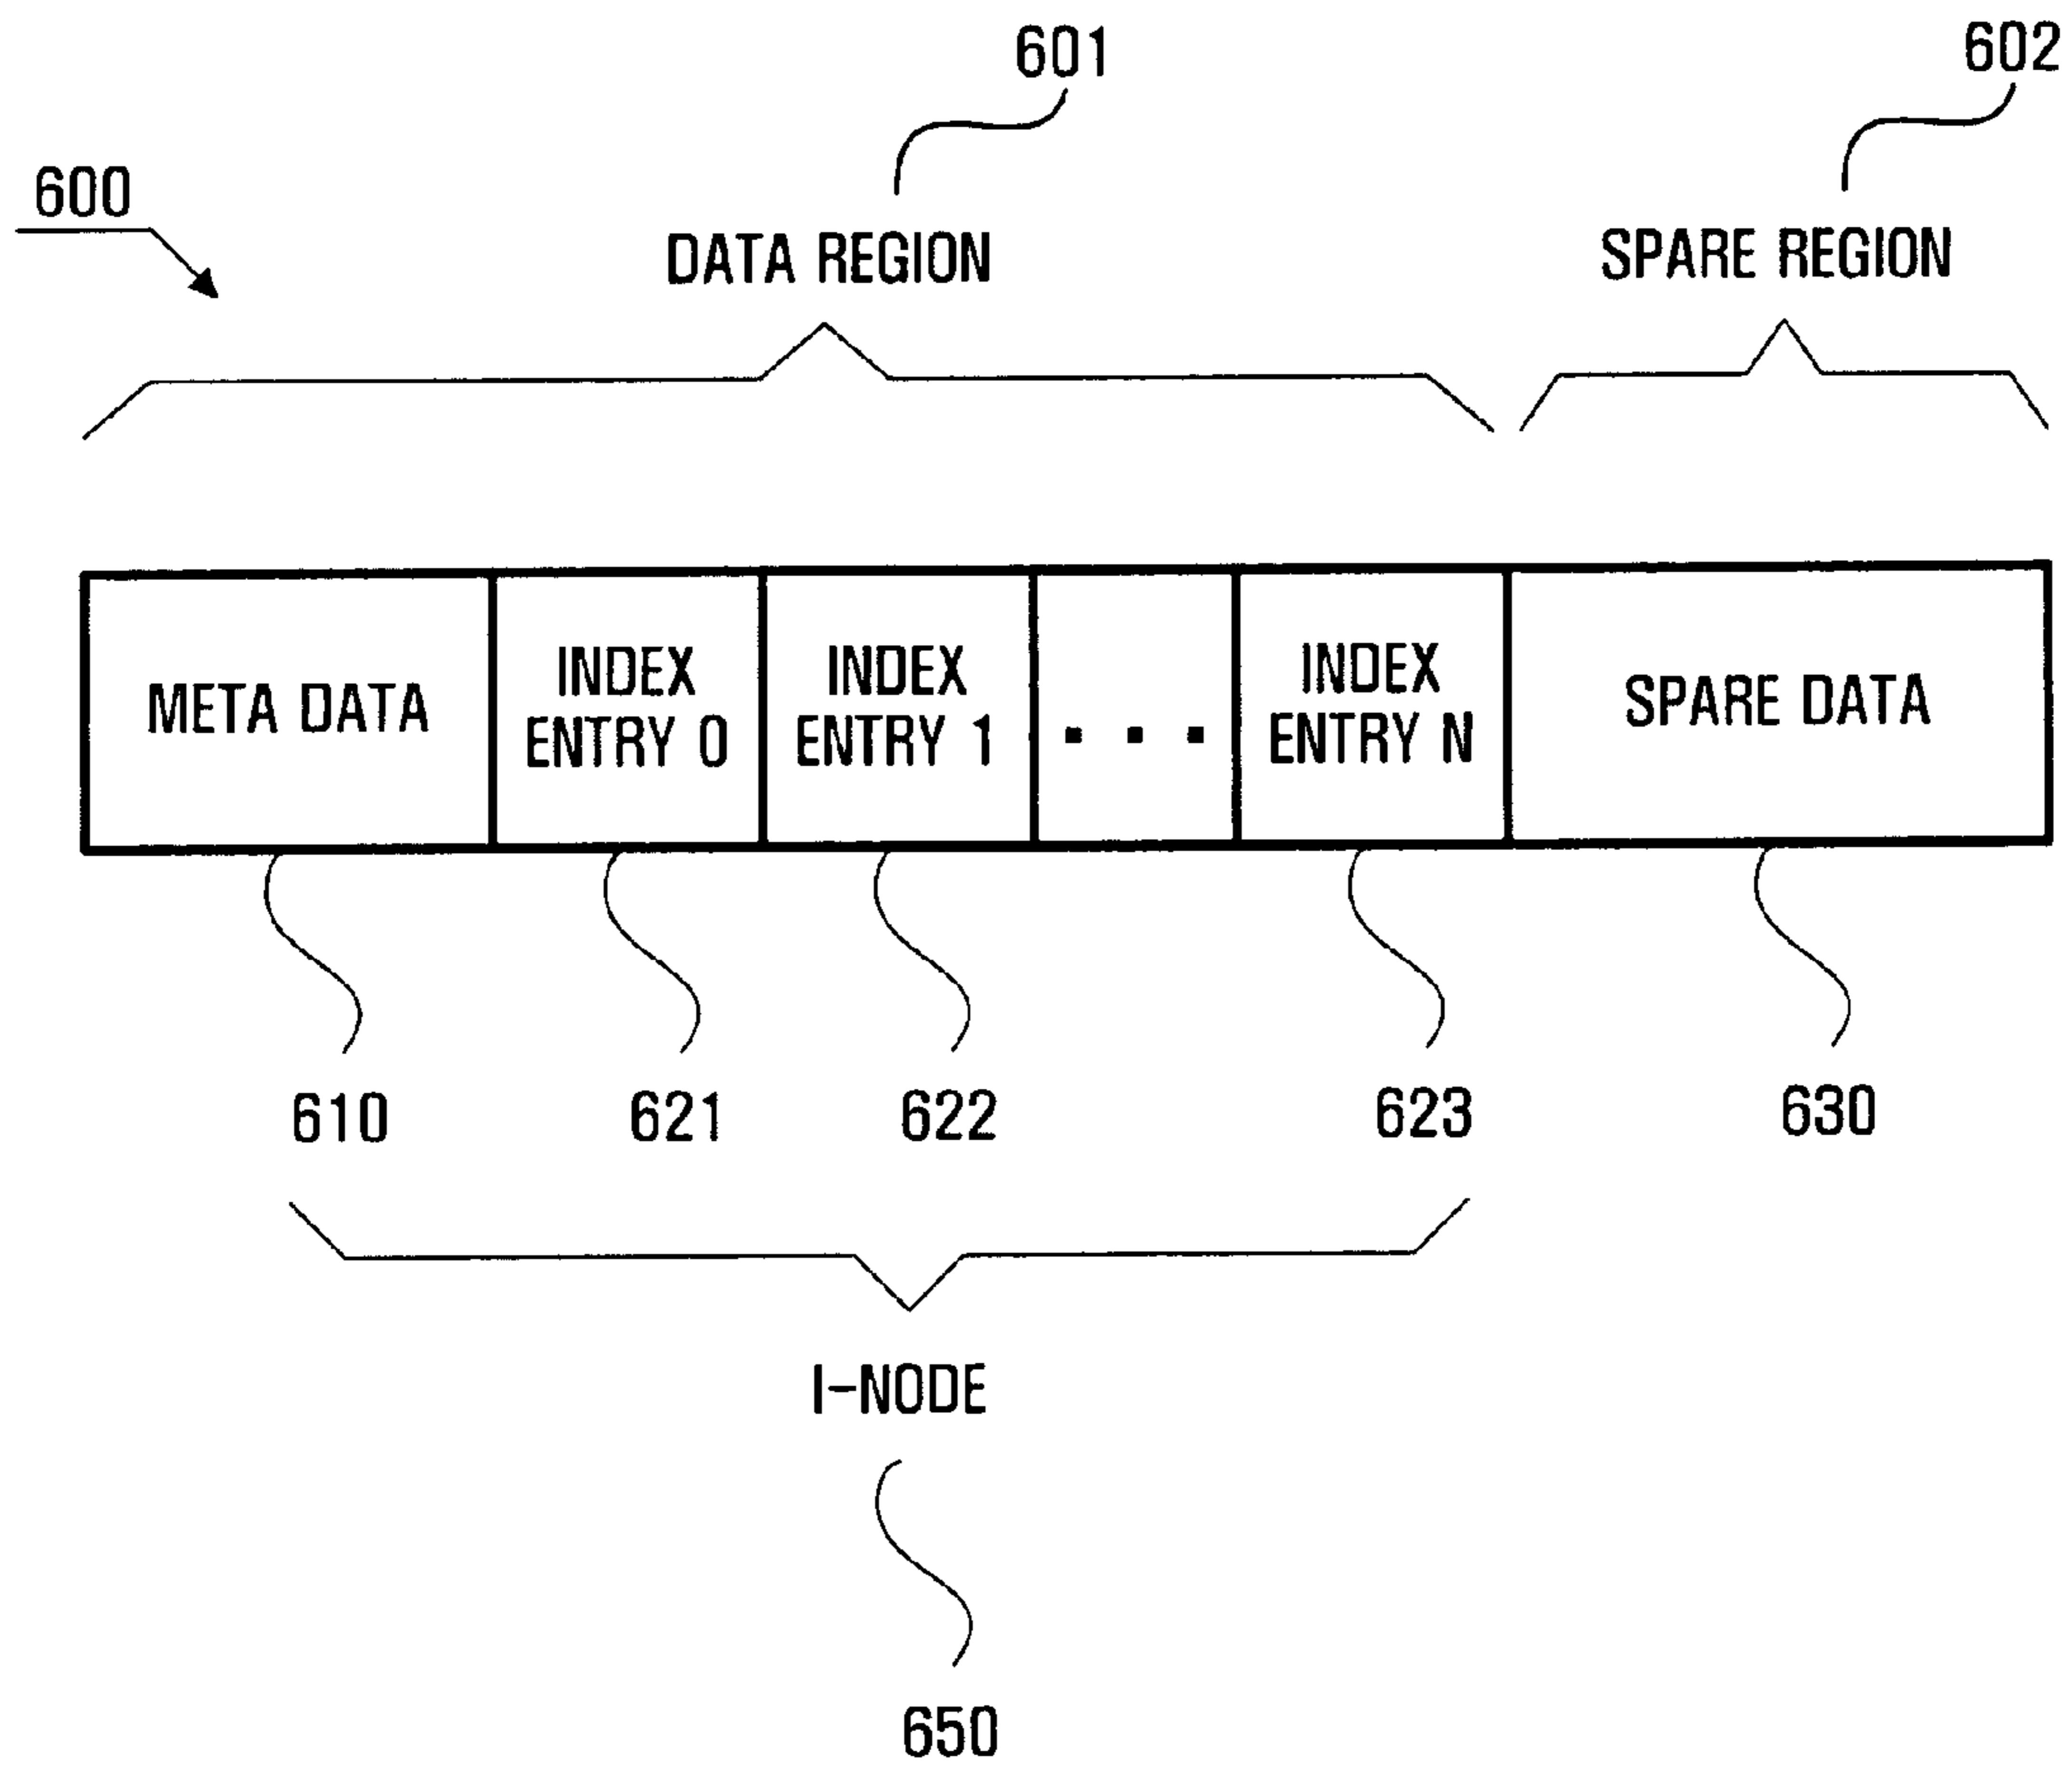 601
602
600
DATA REGION
SPARE REGION
META DATA
INDEX
ENTRY 0
INDEX
ENTRY 1
. . .
INDEX
ENTRY N
SPARE DATA
610
621
622
623
630
I-NODE
650